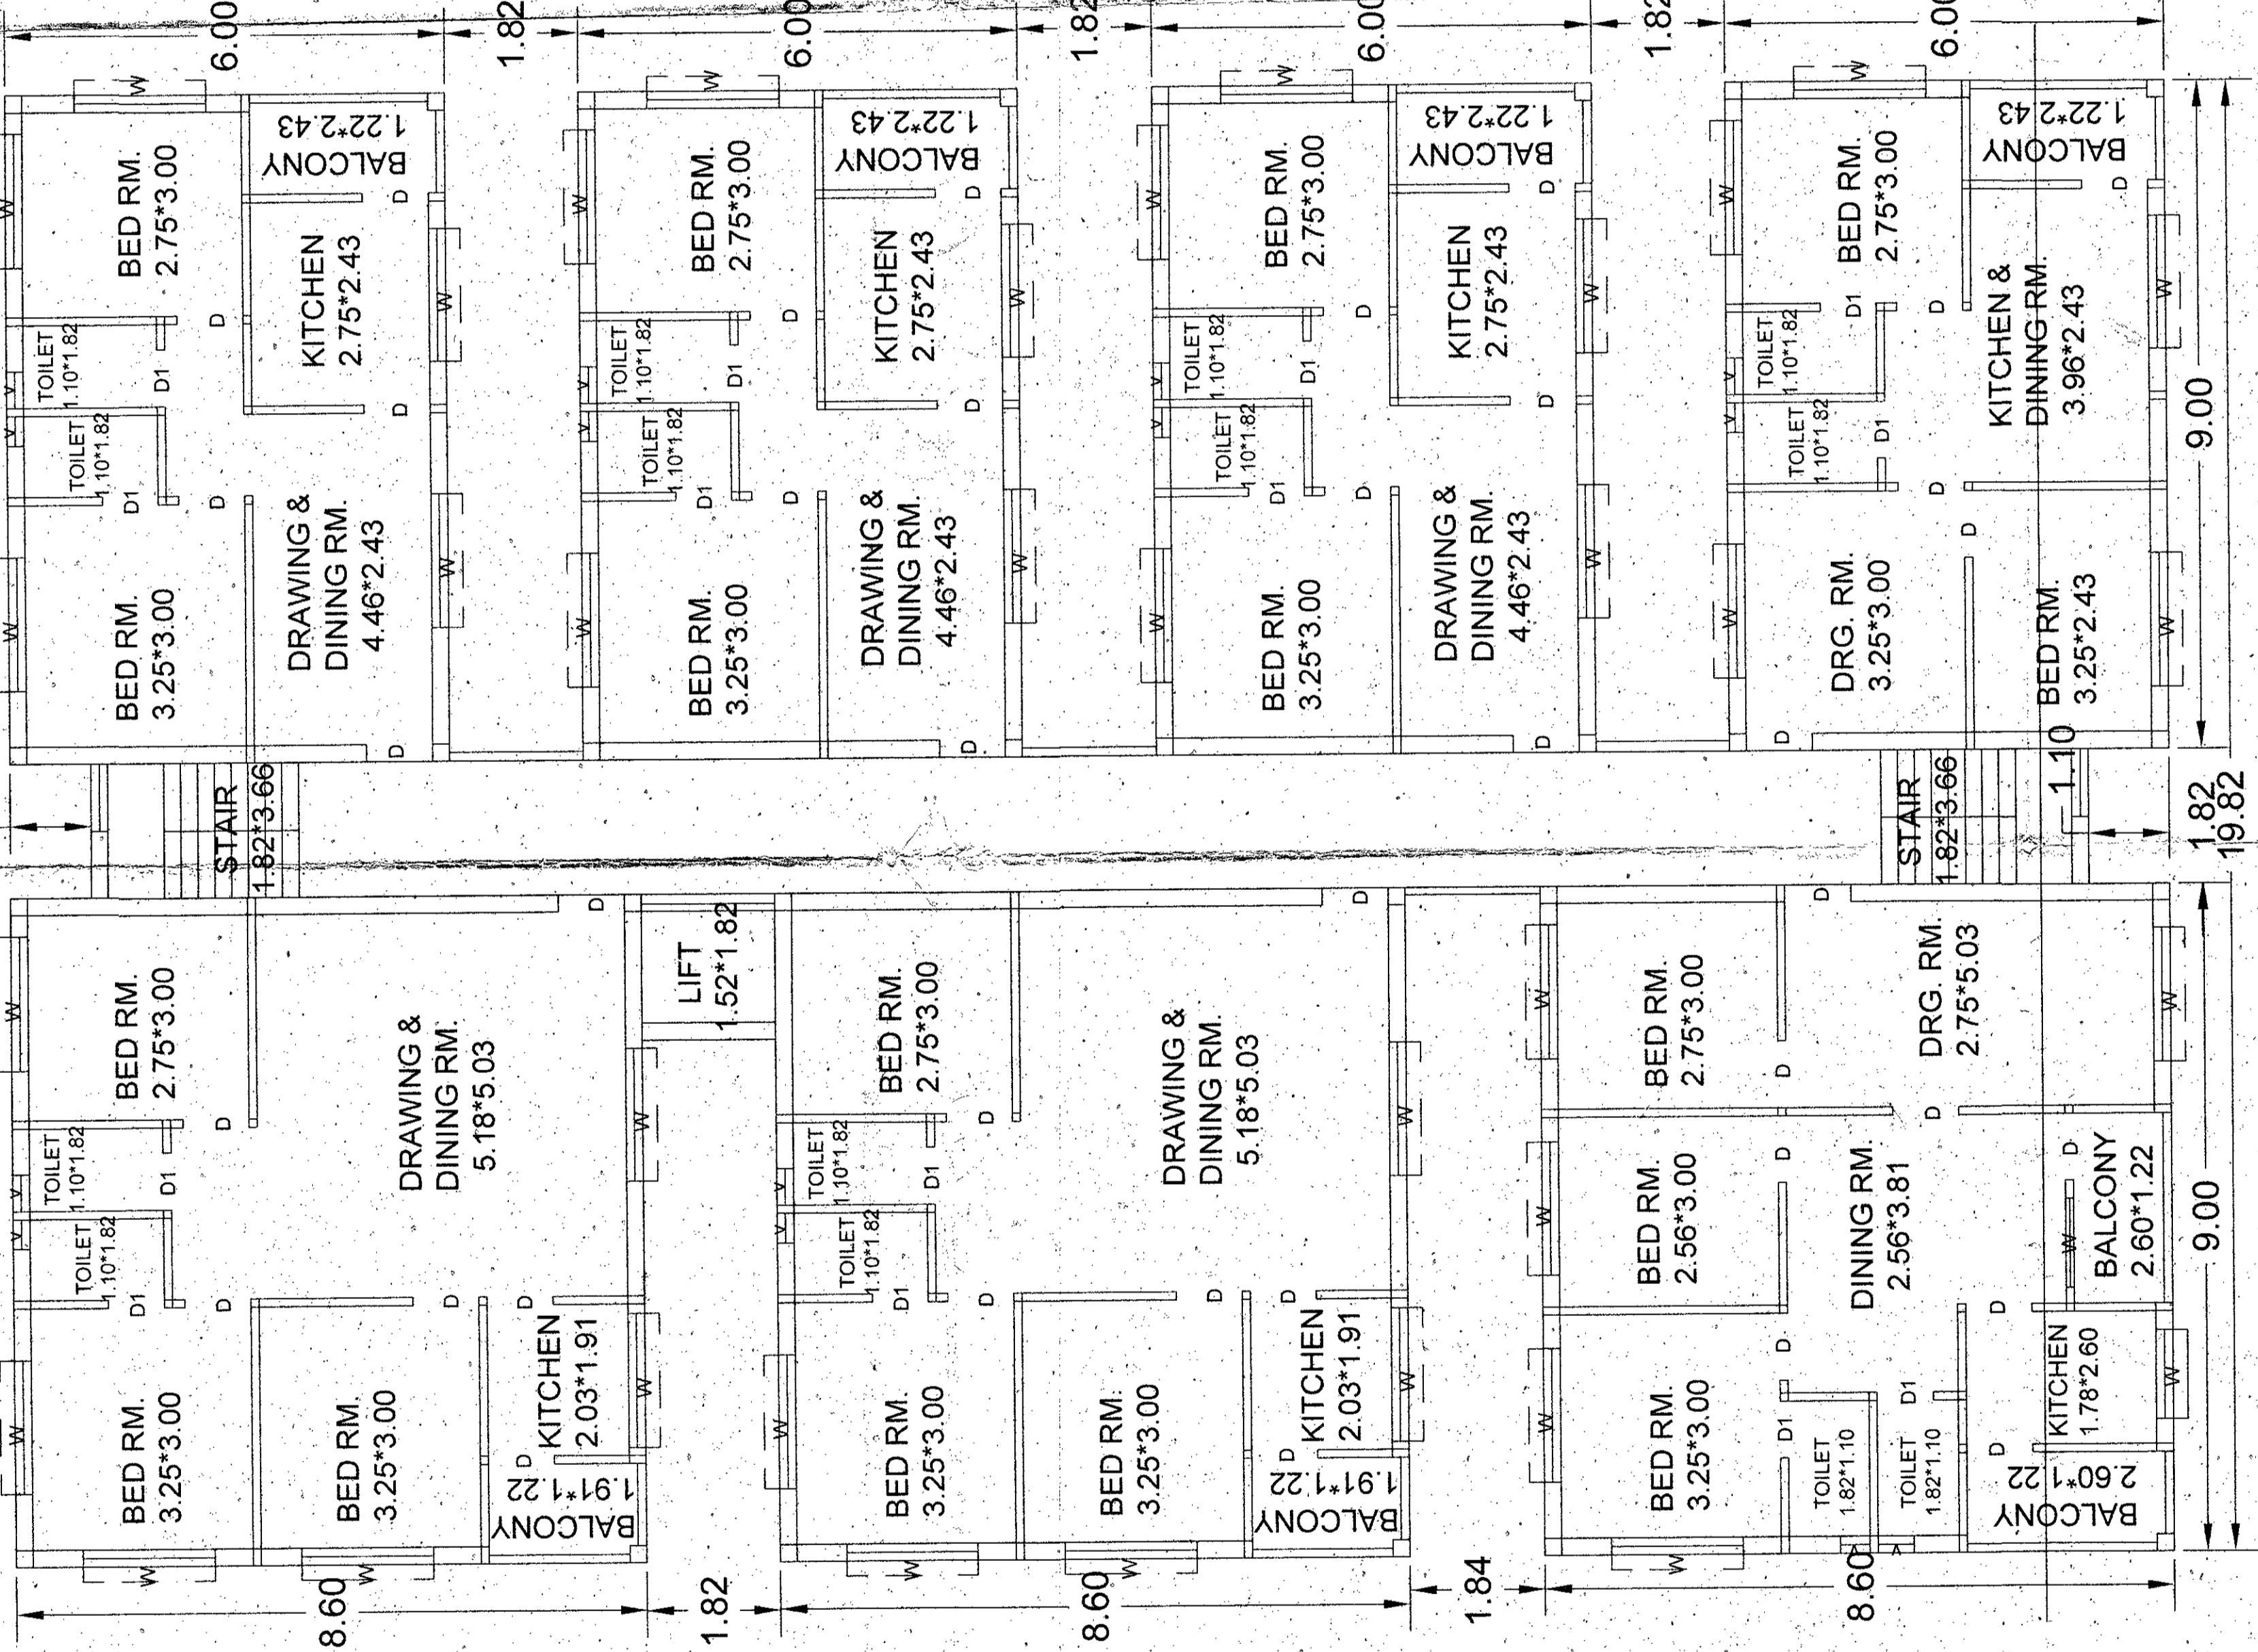 6.00
1.82
6.00
1.82
6.00
1.82
6.00
W
W
W
W
W
BED RM.
2.75*3.00
BALCONY
1.22*2.43
TOILET
1.10*1.82
TOILET
1.10*1.82
V
V
D1
D1
D
D
KITCHEN
2.75*2.43
D
D
W
BED RM.
3.25*3.00
W
DRAWING &
DINING RM.
4.46*2.43
W
D
W
BED RM.
2.75*3.00
BALCONY
1.22*2.43
TOILET
1.10*1.82
TOILET
1.10*1.82
V
V
D1
D1
D
D
KITCHEN
2.75*2.43
D
D
W
BED RM.
3.25*3.00
W
DRAWING &
DINING RM.
4.46*2.43
W
D
W
BED RM.
2.75*3.00
BALCONY
1.22*2.43
TOILET
1.10*1.82
TOILET
1.10*1.82
V
V
D1
D1
D
D
KITCHEN
2.75*2.43
D
D
W
BED RM.
3.25*3.00
W
DRAWING &
DINING RM.
4.46*2.43
W
D
W
BED RM.
2.75*3.00
BALCONY
1.22*2.43
TOILET
1.10*1.82
TOILET
1.10*1.82
V
V
D1
D1
D
D
D
D
KITCHEN &
DINING RM.
3.96*2.43
W
DRG. RM.
3.25*3.00
W
BED RM.
3.25*2.43
W
D
9.00
STAIR
1.82*3.66
STAIR
1.82*3.66
1.10
1.82
19.82
W
BED RM.
2.75*3.00
TOILET
1.10*1.82
TOILET
1.10*1.82
V
V
D1
D1
D
D
DRAWING &
DINING RM.
5.18*5.03
D
W
LIFT
1.52*1.82
W
BED RM.
3.25*3.00
W
BED RM.
3.25*3.00
W
D
D
D
KITCHEN
2.03*1.91
W
BALCONY
1.91*1.22
BED RM.
2.75*3.00
TOILET
1.10*1.82
TOILET
1.10*1.82
V
V
D1
D1
D
D
DRAWING &
DINING RM.
5.18*5.03
D
W
W
BED RM.
3.25*3.00
W
BED RM.
3.25*3.00
W
D
D
D
KITCHEN
2.03*1.91
W
BALCONY
1.91*1.22
W
BED RM.
2.75*3.00
D
D
DRG. RM.
2.75*5.03
W
W
BED RM.
2.56*3.00
D
D
DINING RM.
2.56*3.81
D
W
BALCONY
2.60*1.22
W
BED RM.
3.25*3.00
W
D
D1
TOILET
1.82*1.10
TOILET
1.82*1.10
D1
V
V
D
KITCHEN
1.78*2.60
W
D
BALCONY
2.60*1.22
9.00
8.60
1.82
8.60
1.84
8.60